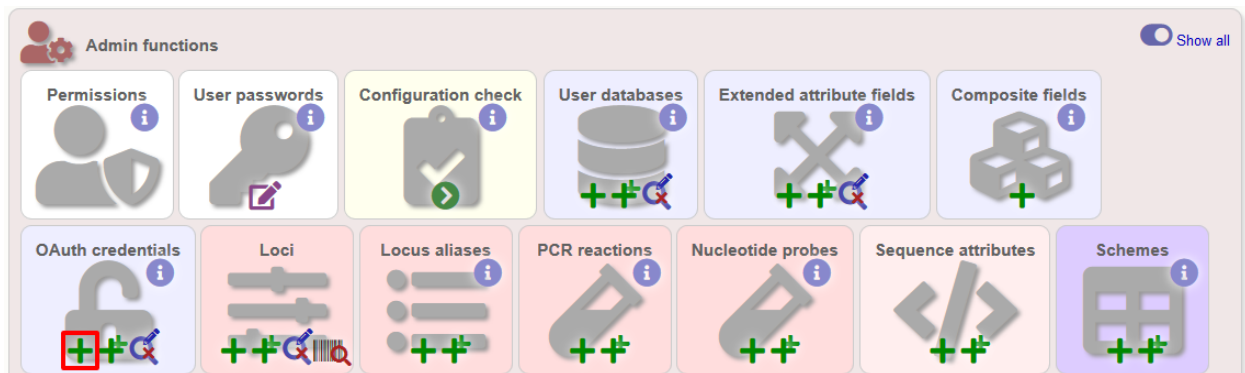 Admin functions
Show all
Permissions
User passwords
Configuration check
User databases
Extended attribute fields
Composite fields
OAuth credentials
Loci
Locus aliases
PCR reactions
Nucleotide probes
Sequence attributes
Schemes